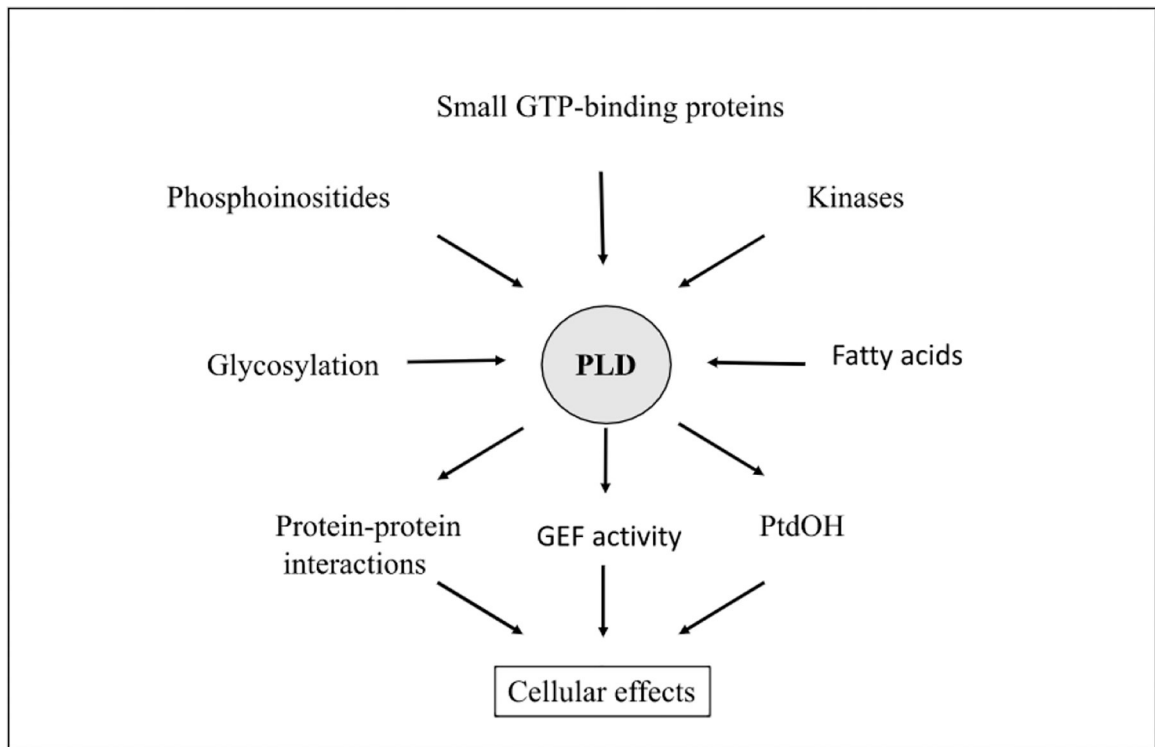 Small GTP-binding proteins
Phosphoinositides
Kinases
Glycosylation
PLD
Fatty acids
Protein-protein
interactions
GEF activity
PtdOH
Cellular effects